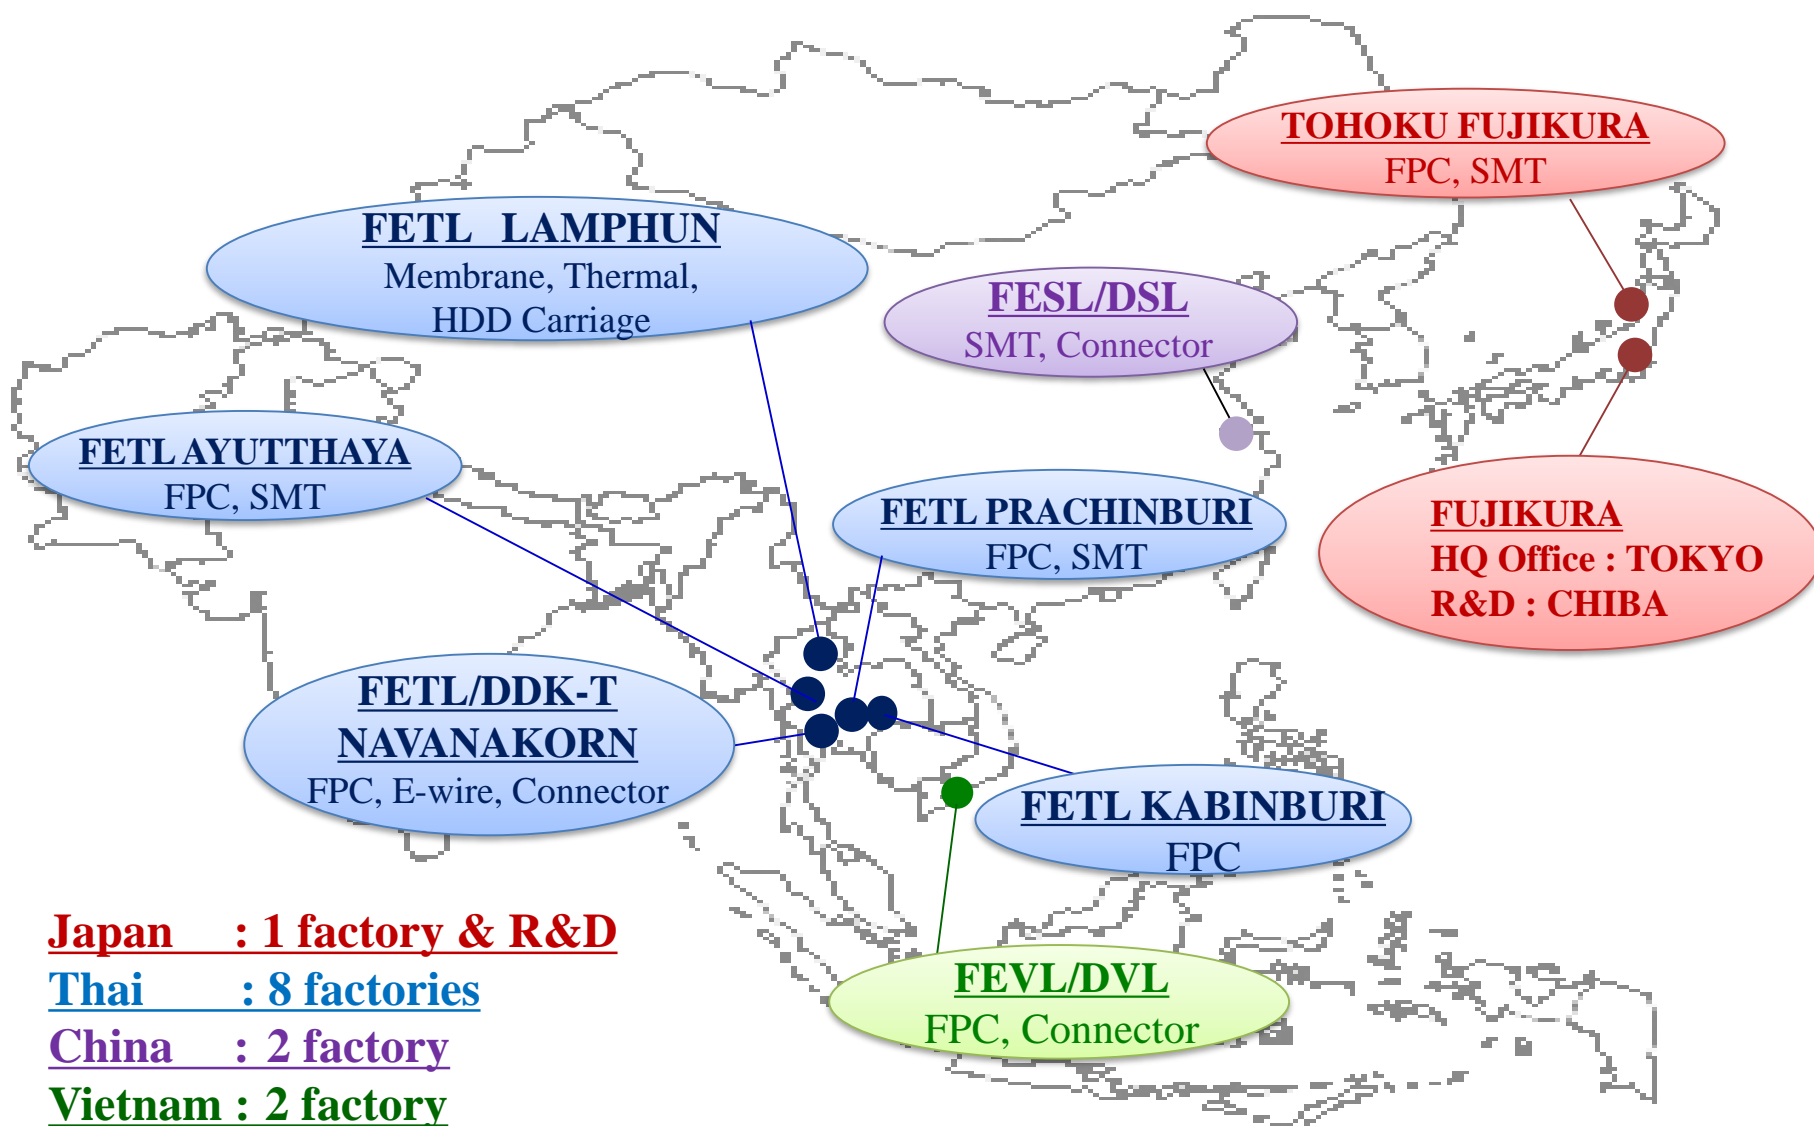 TOHOKU FUJIKURA
FPC, SMT
FETL LAMPHUN
Membrane, Thermal,
HDD Carriage
FESL/DSL
SMT, Connector
FETL AYUTTHAYA
FPC, SMT
FETL PRACHINBURI
FPC, SMT
FUJIKURA
HQ Office : TOKYO
R&D : CHIBA
FETL/DDK-T
NAVANAKORN
FPC, E-wire, Connector
FETL KABINBURI
FPC
FEVL/DVL
FPC, Connector
Japan : 1 factory & R&D
Thai : 8 factories
China : 2 factory
Vietnam : 2 factory